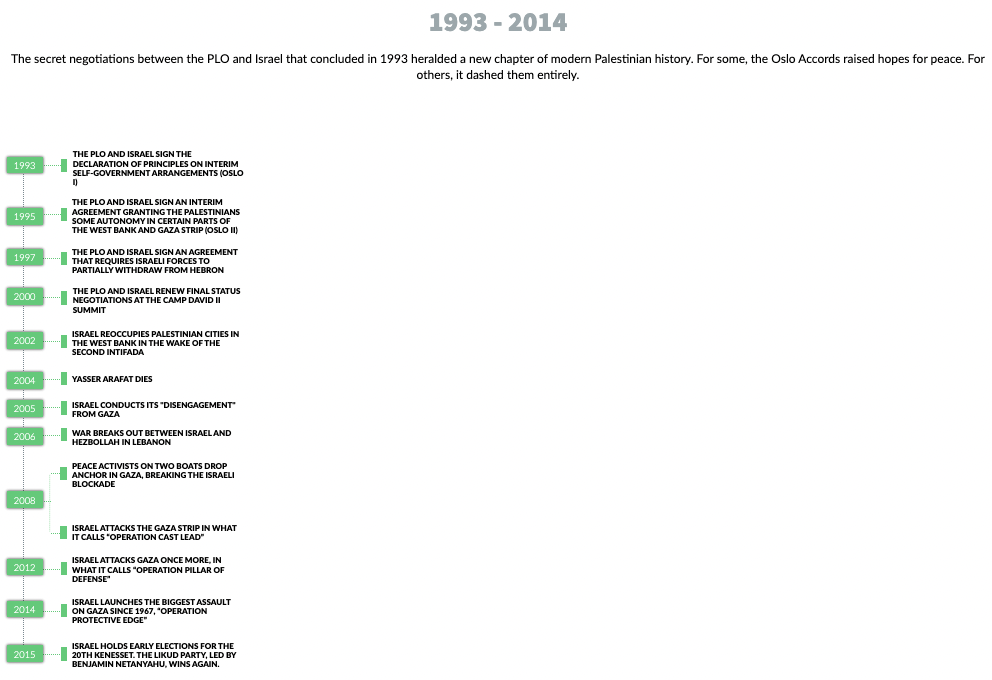 1993 - 2014
The secret negotiations between the PLO and Israel that concluded in 1993 heralded a new chapter of modern Palestinian history. For some, the Oslo Accords raised hopes for peace. For
others, it dashed them entirely.
1993
THE PLO AND ISRAEL SIGN THE
DECLARATION OF PRINCIPLES ON INTERIM
SELF-GOVERNMENT ARRANGEMENTS (OSLO
I)
1995
THE PLO AND ISRAEL SIGN AN INTERIM
AGREEMENT GRANTING THE PALESTINIANS
SOME AUTONOMY IN CERTAIN PARTS OF
THE WEST BANK AND GAZA STRIP (OSLO II)
1997
THE PLO AND ISRAEL SIGN AN AGREEMENT
THAT REQUIRES ISRAELI FORCES TO
PARTIALLY WITHDRAW FROM HEBRON
2000
THE PLO AND ISRAEL RENEW FINAL STATUS
NEGOTIATIONS AT THE CAMP DAVID II
SUMMIT
2002
ISRAEL REOCCUPIES PALESTINIAN CITIES IN
THE WEST BANK IN THE WAKE OF THE
SECOND INTIFADA
2004
YASSER ARAFAT DIES
2005
ISRAEL CONDUCTS ITS "DISENGAGEMENT"
FROM GAZA
2006
WAR BREAKS OUT BETWEEN ISRAEL AND
HEZBOLLAH IN LEBANON
2008
PEACE ACTIVISTS ON TWO BOATS DROP
ANCHOR IN GAZA, BREAKING THE ISRAELI
BLOCKADE
ISRAEL ATTACKS THE GAZA STRIP IN WHAT
IT CALLS “OPERATION CAST LEAD”
2012
ISRAEL ATTACKS GAZA ONCE MORE, IN
WHAT IT CALLS “OPERATION PILLAR OF
DEFENSE”
2014
ISRAEL LAUNCHES THE BIGGEST ASSAULT
ON GAZA SINCE 1967, “OPERATION
PROTECTIVE EDGE”
2015
ISRAEL HOLDS EARLY ELECTIONS FOR THE
20TH KENESSET. THE LIKUD PARTY, LED BY
BENJAMIN NETANYAHU, WINS AGAIN.